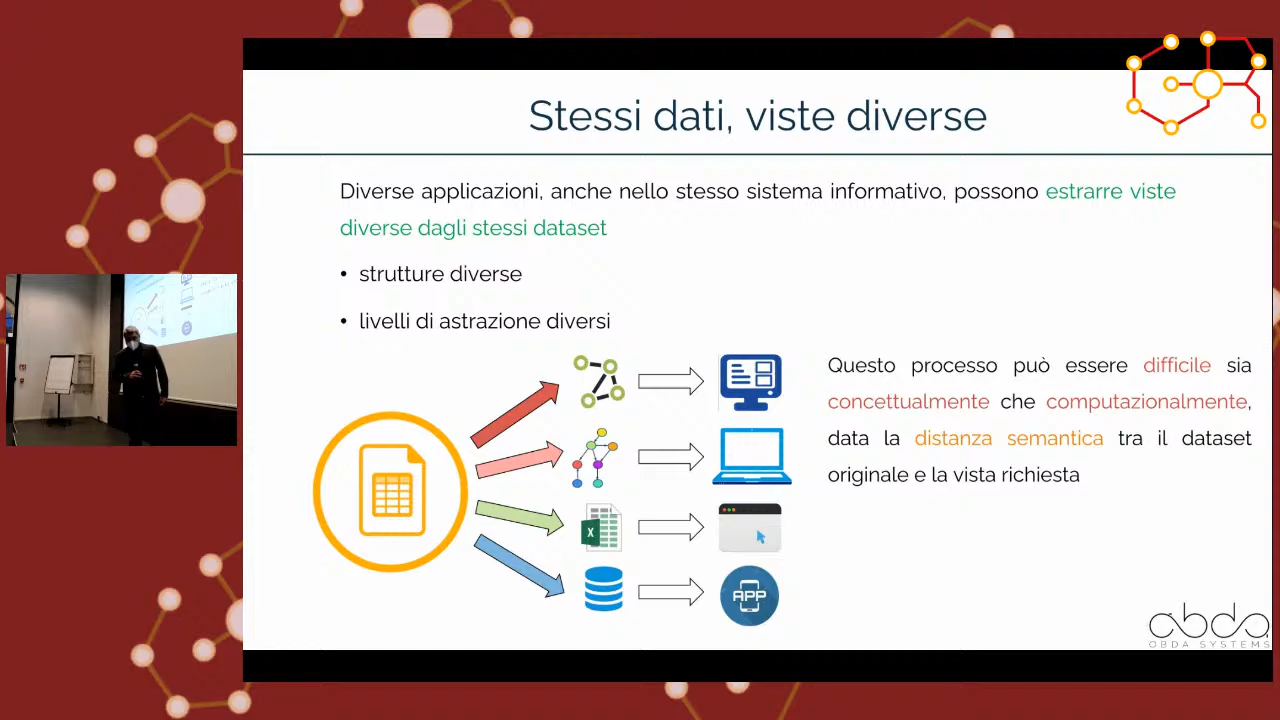 Stessi dati, viste diverse
Diverse applicazioni, anche nello stesso sistema informativo, possono estrarre viste
diverse dagli stessi dataset
• strutture diverse
• livelli di astrazione diversi
Questo processo può essere difficile sia
concettualmente che computazionalmente,
data la distanza semantica tra il dataset
originale e la vista richiesta
X
APP
obda
OBDA SYSTEMS